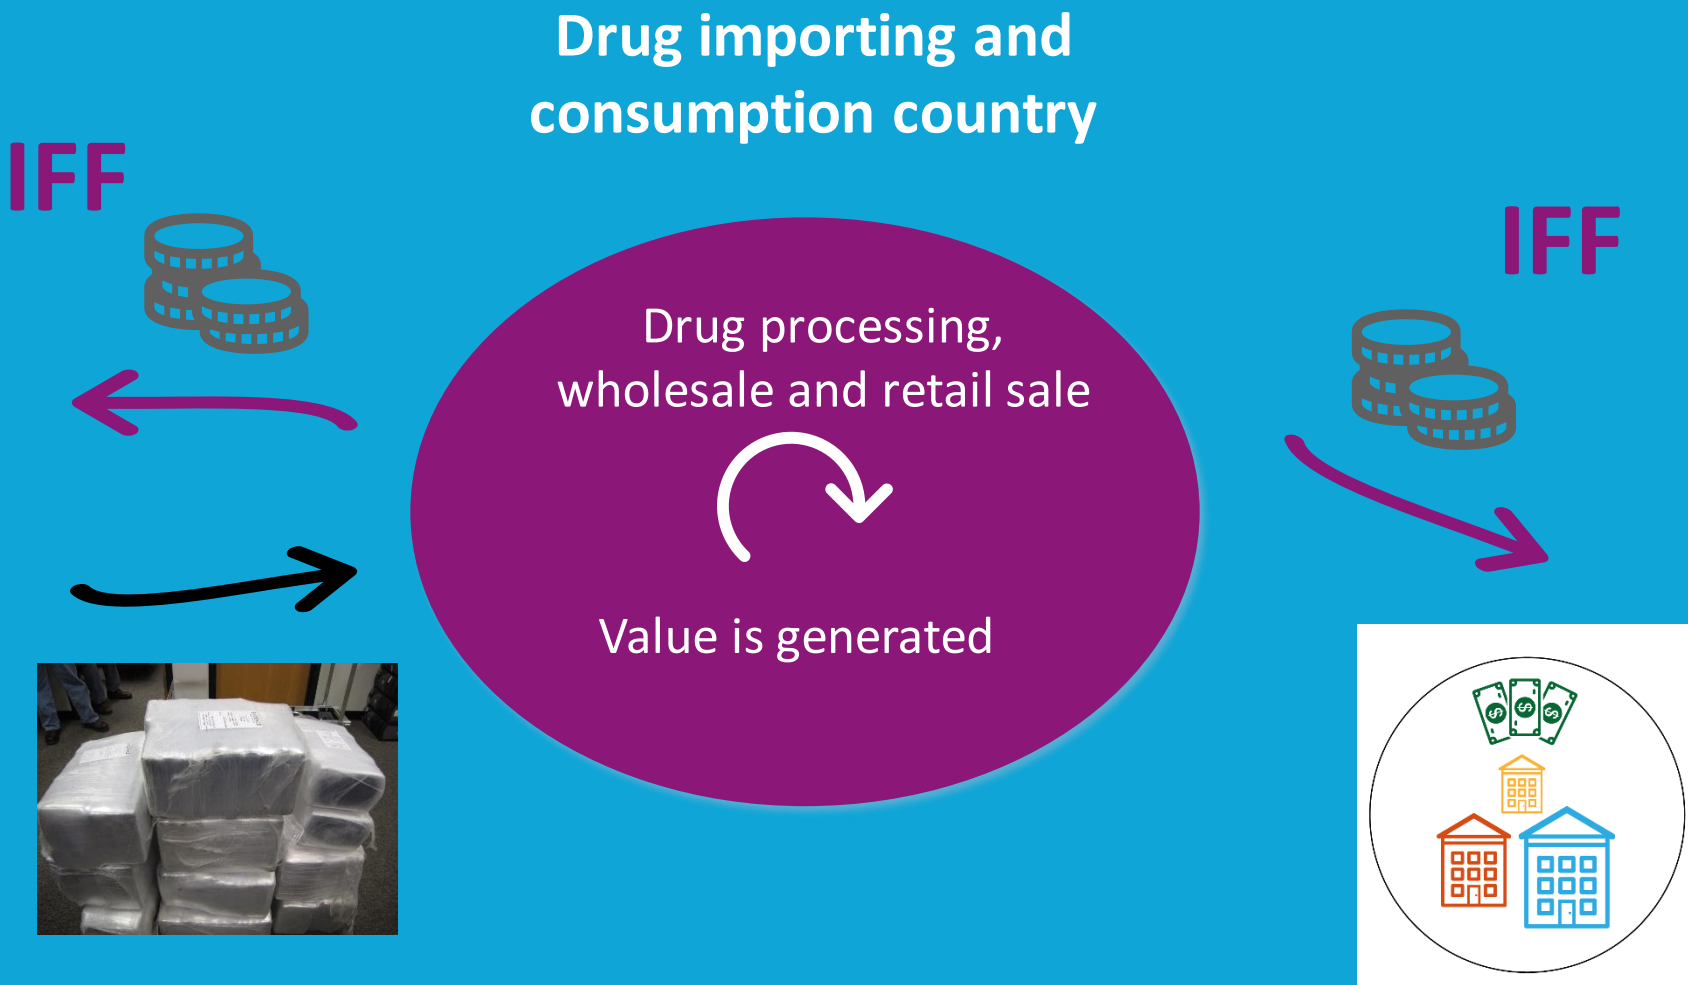 Drug importing and
consumption country
IFF
IFF
Drug processing,
wholesale and retail sale
Value is generated